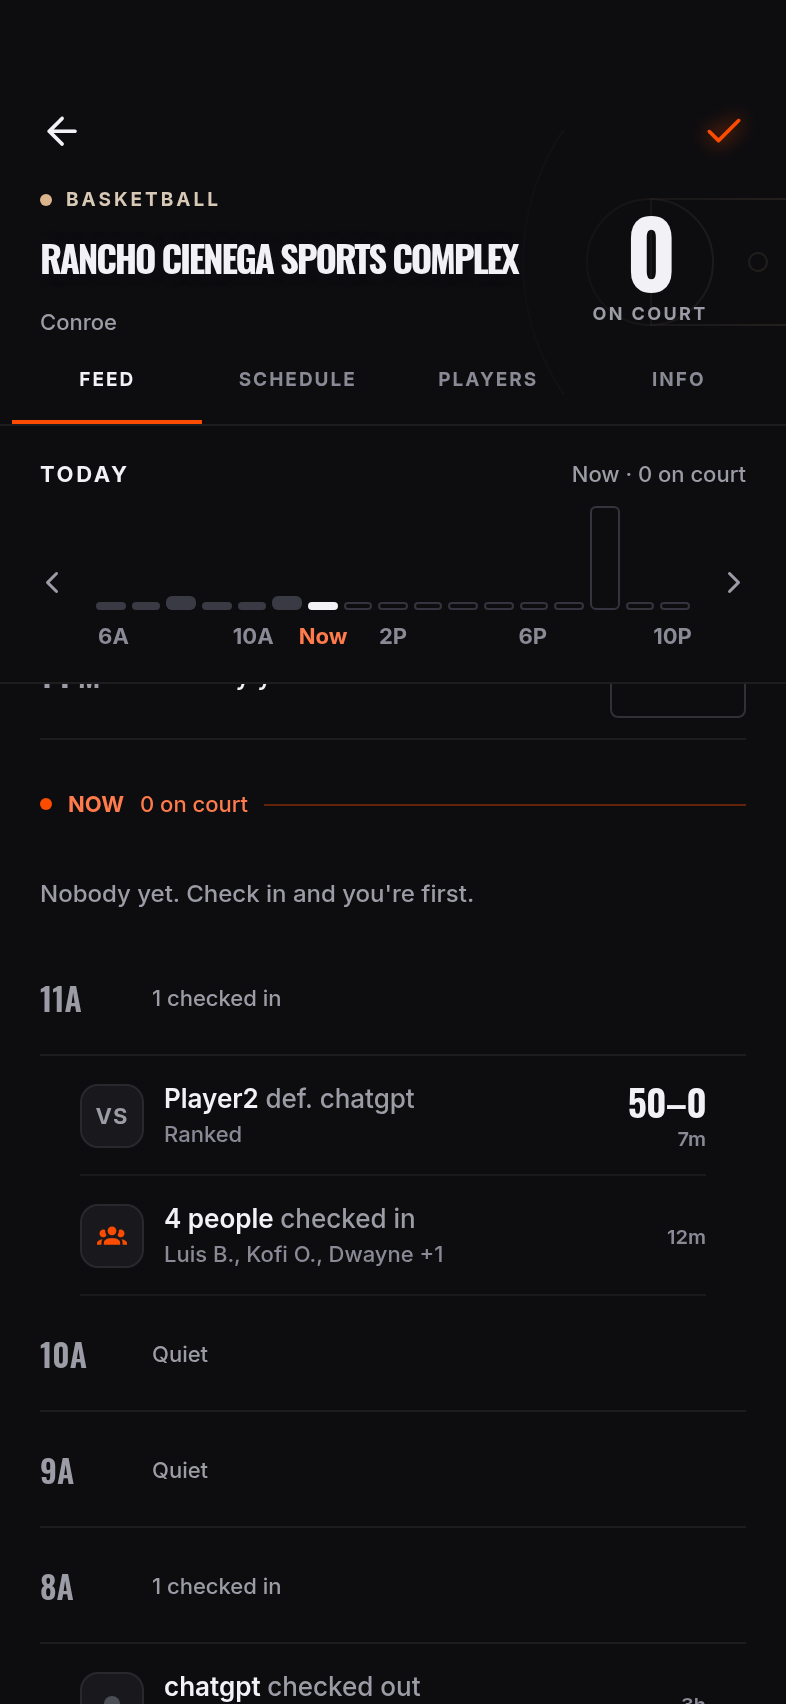 BASKETBALL
RANCHO CIENEGA SPORTS COMPLEX
0
ON COURT
Conroe
FEED
SCHEDULE
PLAYERS
INFO
TODAY
Now · 0 on court
6A
10A
Now
2P
6P
10P
NOW 0 on court
Nobody yet. Check in and you're first.
11A
1 checked in
VS
Player2 def. chatgpt
50–0
Ranked
7m
4 people checked in
12m
Luis B., Kofi O., Dwayne +1
10A
Quiet
9A
Quiet
8A
1 checked in
chatgpt checked out